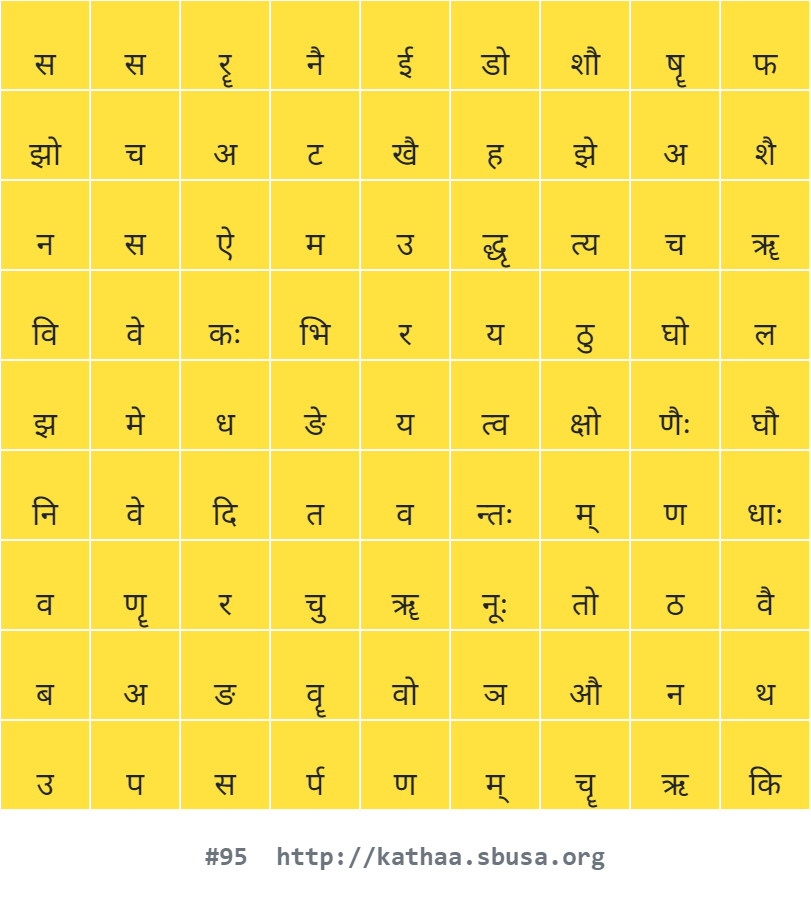 स स रॄ नै ई डो शौ षॄ फ
झो च अ ट खै ह झे अ शै
न स ऐ म उ द्धृ त्य च ॠ
वि वे कः भि र य ठु घो ल
झ मे ध ङे य त्व क्षो णैः घौ
नि वे दि त व न्तः म् ण धाः
व णॄ र चु ॠ नूः तो ठ वै
ब अ ङ वॄ वो ञ औ न थ
उ प स र्प ण म् चॄ ऋ कि
#95 http://kathaa.sbusa.org